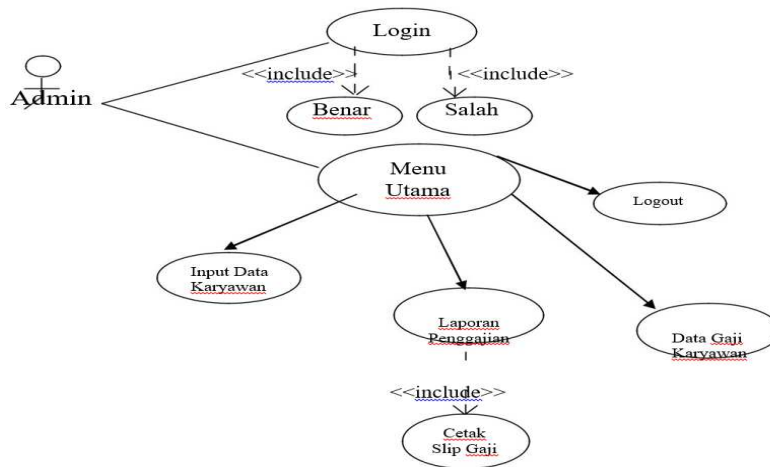 Login
<<include>>
<<include>>
Admin
Benar
Salah
Menu
Utama
Logout
Input Data
Karyawan
Laporan
Penggajian
Data Gaji
Karyawan
<<include>>
Cetak
Slip Gaji